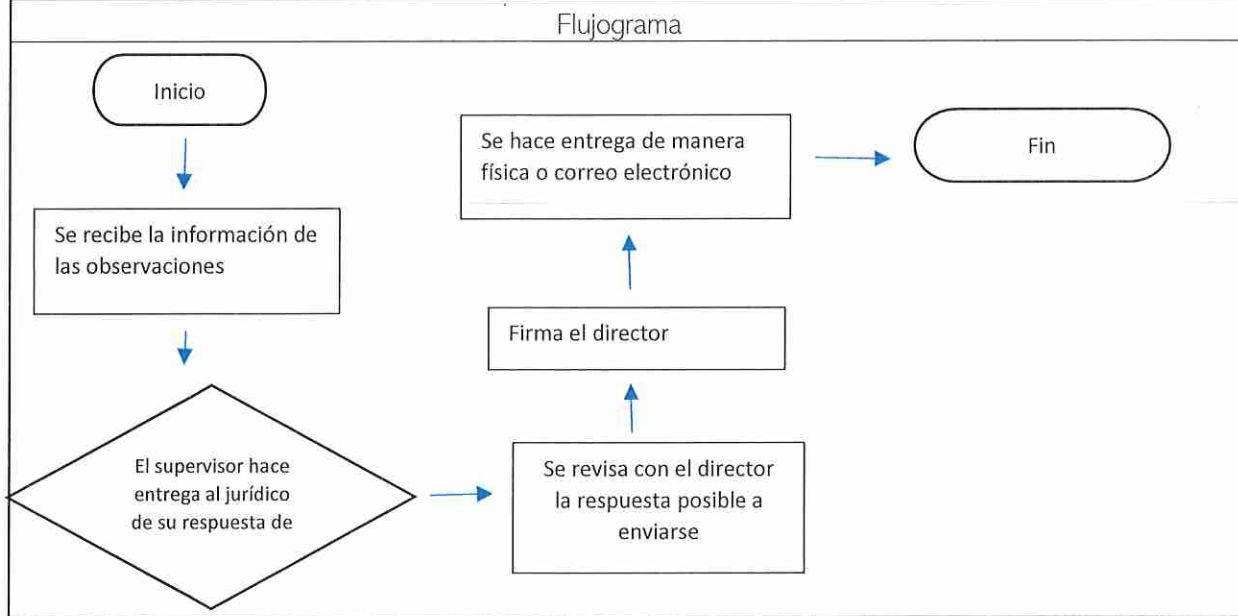 Flujograma
Inicio
Se recibe la información de
las observaciones
El supervisor hace
entrega al jurídico
de su respuesta de
Se revisa con el director
la respuesta posible a
enviarse
Firma el director
Se hace entrega de manera
física o correo electrónico
Fin